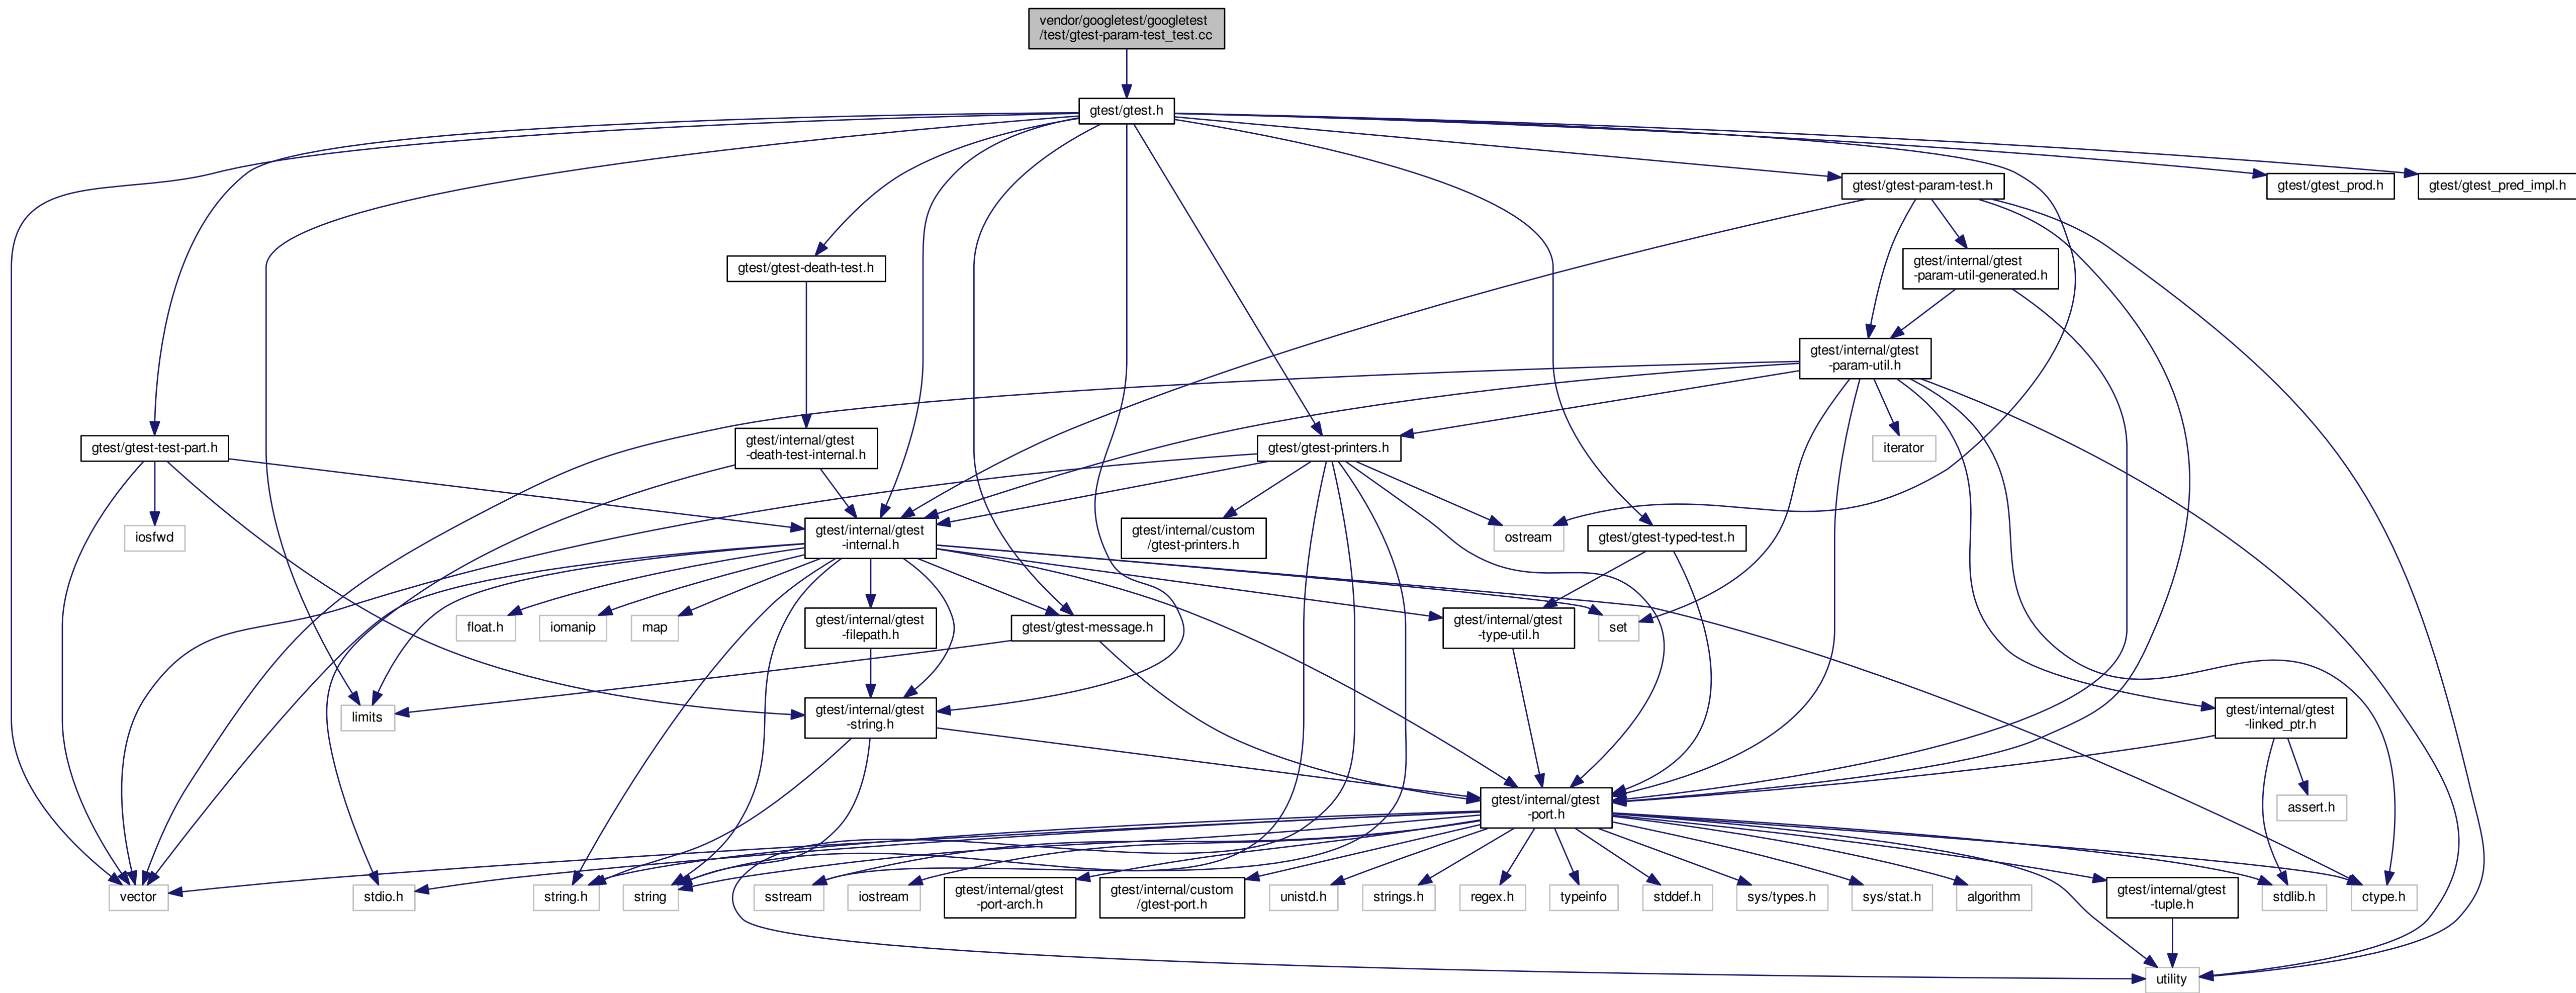 vendor/googletest/googletest
/test/gtest-param-test_test.cc
gtest/gtest.h
gtest/gtest-param-test.h
gtest/gtest_prod.h
gtest/gtest_pred_impl.h
gtest/gtest-death-test.h
gtest/internal/gtest
-param-util-generated.h
gtest/internal/gtest
-param-util.h
gtest/gtest-test-part.h
gtest/internal/gtest
-death-test-internal.h
gtest/gtest-printers.h
iterator
iosfwd
gtest/internal/gtest
-internal.h
gtest/internal/custom
/gtest-printers.h
ostream
gtest/gtest-typed-test.h
float.h
iomanip
map
gtest/internal/gtest
-filepath.h
gtest/gtest-message.h
gtest/internal/gtest
-type-util.h
set
limits
gtest/internal/gtest
-string.h
gtest/internal/gtest
-linked_ptr.h
gtest/internal/gtest
-port.h
assert.h
vector
stdio.h
string.h
string
sstream
iostream
gtest/internal/gtest
-port-arch.h
gtest/internal/custom
/gtest-port.h
unistd.h
strings.h
regex.h
typeinfo
stddef.h
sys/types.h
sys/stat.h
algorithm
gtest/internal/gtest
-tuple.h
stdlib.h
ctype.h
utility